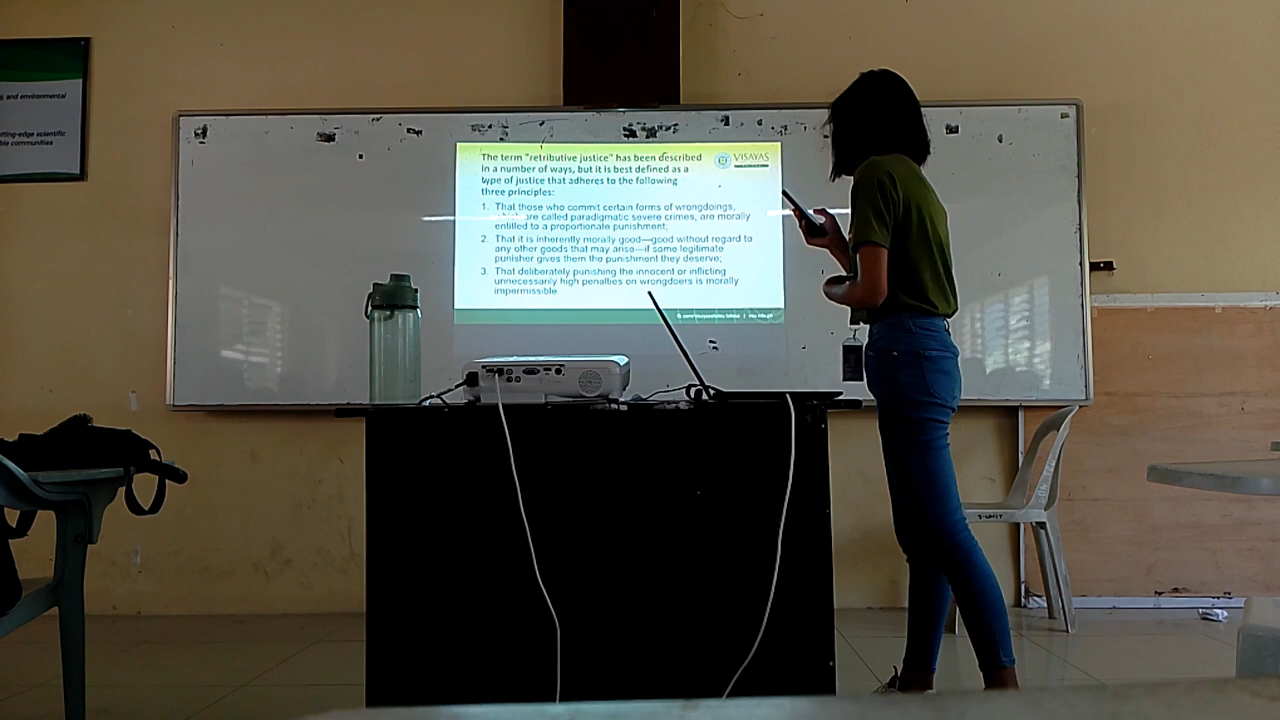 g and environmental
tting-edge scientific
ble communities
The term "retributive justice" has been described
in a number of ways, but it is best defined as a
type of justice that adheres to the following
three principles:
VISAYAS
1. That those who commit certain forms of wrongdoings,
which are called paradigmatic severe crimes, are morally
entitled to a proportionate punishment;
2. That it is inherently morally good—good without regard to
any other goods that may arise—if some legitimate
punisher gives them the punishment they deserve;
3. That deliberately punishing the innocent or inflicting
unnecessarily high penalties on wrongdoers is morally
impermissible.